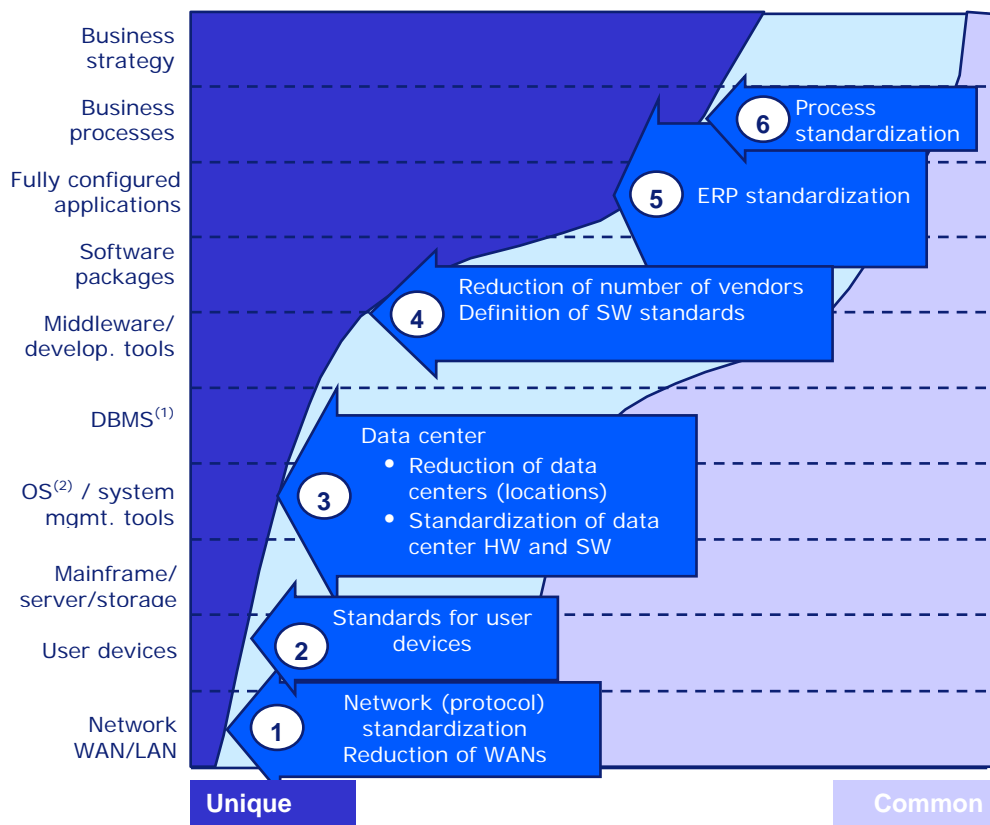 Business
strategy
Business
processes
Fully configured
applications
Software
packages
Middleware/
develop. tools
DBMS(1)
OS(2) / system
mgmt. tools
Mainframe/
server/storage
User devices
Network
WAN/LAN
6
Process
standardization
5
ERP standardization
4
Reduction of number of vendors
Definition of SW standards
3
Data center
• Reduction of data
centers (locations)
• Standardization of data
center HW and SW
2
Standards for user
devices
1
Network (protocol)
standardization
Reduction of WANs
Unique
Common